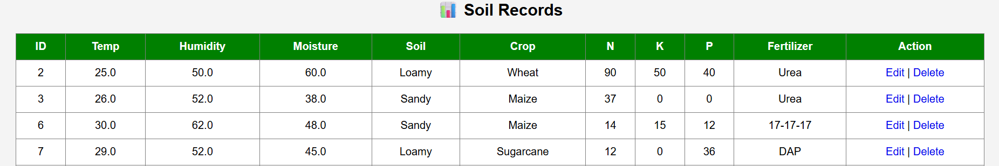 📊 Soil Records
ID Temp Humidity Moisture Soil Crop N K P Fertilizer Action
2 25.0 50.0 60.0 Loamy Wheat 90 50 40 Urea Edit | Delete
3 26.0 52.0 38.0 Sandy Maize 37 0 0 Urea Edit | Delete
6 30.0 62.0 48.0 Sandy Maize 14 15 12 17-17-17 Edit | Delete
7 29.0 52.0 45.0 Loamy Sugarcane 12 0 36 DAP Edit | Delete